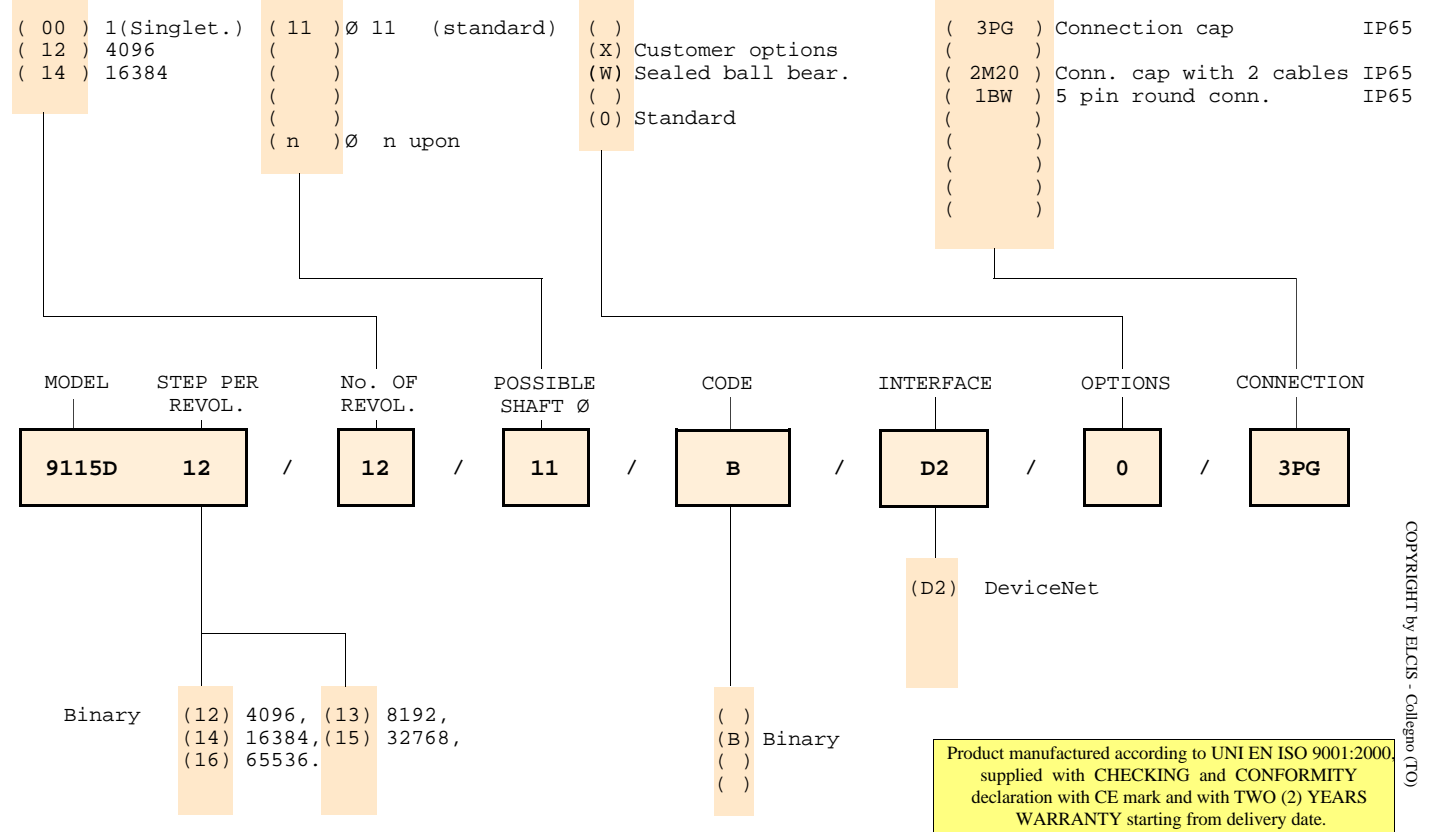 ( 00 ) 1(Singlet.) ( 11 )Ø 11 (standard) ( ) ( 3PG ) Connection cap IP65
( 12 ) 4096 ( ) (X) Customer options ( )
( 14 ) 16384 ( ) (W) Sealed ball bear. ( 2M20 ) Conn. cap with 2 cables IP65
( ) ( ) ( 1BW ) 5 pin round conn. IP65
( ) (0) Standard ( )
( n )Ø n upon ( )
( )
( )
( )
MODEL STEP PER No. OF POSSIBLE CODE INTERFACE OPTIONS CONNECTION
REVOL. REVOL. SHAFT Ø
9115D 12 / 12 / 11 / B / D2 / 0 / 3PG
(D2) DeviceNet
Binary (12) 4096, (13) 8192, ( )
(14) 16384,(15) 32768, (B) Binary
(16) 65536. ( )
( )
Product manufactured according to UNI EN ISO 9001:2000,
supplied with CHECKING and CONFORMITY
declaration with CE mark and with TWO (2) YEARS
WARRANTY starting from delivery date.
COPYRIGHT by ELCIS - Collegno (TO)